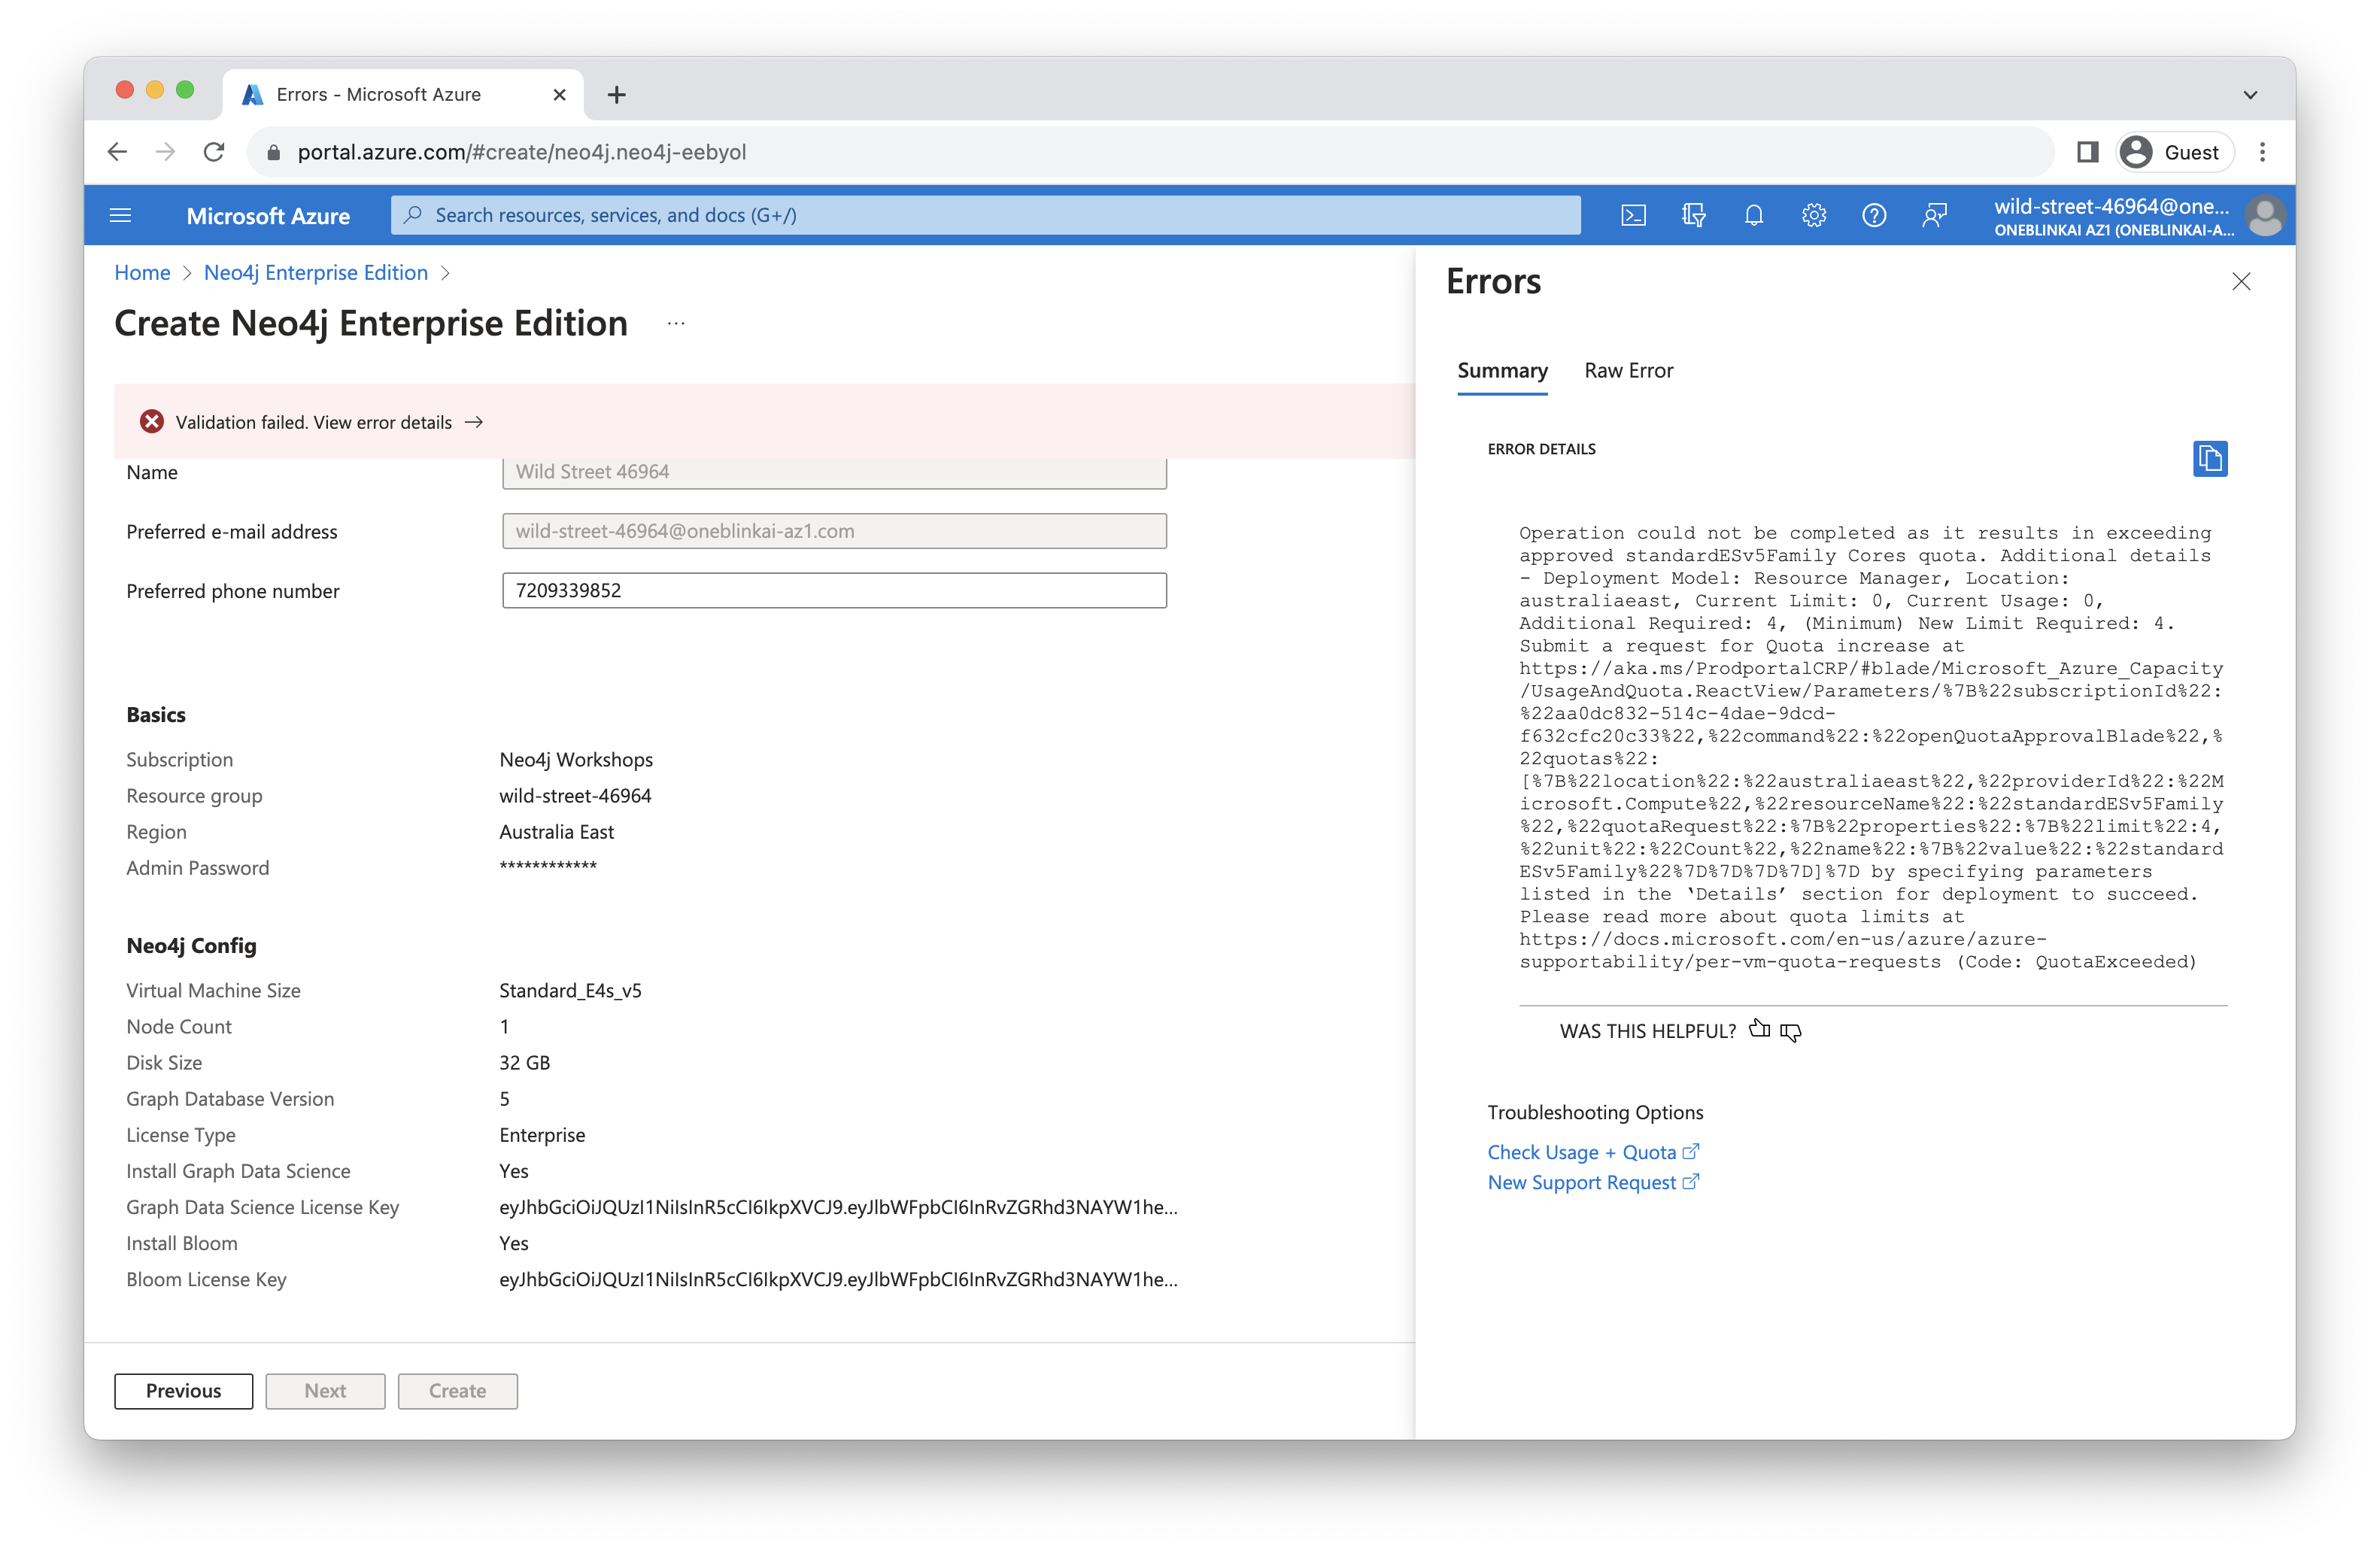 Errors - Microsoft Azure
portal.azure.com/#create/neo4j.neo4j-eebyol
Guest
Microsoft Azure
Search resources, services, and docs (G+/)
wild-street-46964@one...
ONEBLINKAI AZ1 (ONEBLINKAI-A...
Home > Neo4j Enterprise Edition >
Create Neo4j Enterprise Edition ...
Validation failed. View error details →
Name Wild Street 46964
Preferred e-mail address wild-street-46964@oneblinkai-az1.com
Preferred phone number 7209339852
Basics
Subscription Neo4j Workshops
Resource group wild-street-46964
Region Australia East
Admin Password ************
Neo4j Config
Virtual Machine Size Standard_E4s_v5
Node Count 1
Disk Size 32 GB
Graph Database Version 5
License Type Enterprise
Install Graph Data Science Yes
Graph Data Science License Key eyJhbGciOiJQUzI1NiIsInR5cCI6IkpXVCJ9.eyJlbWFpbCI6InRvZGRhd3NAYW1he...
Install Bloom Yes
Bloom License Key eyJhbGciOiJQUzI1NiIsInR5cCI6IkpXVCJ9.eyJlbWFpbCI6InRvZGRhd3NAYW1he...
Previous Next Create
Errors
Summary Raw Error
ERROR DETAILS
Operation could not be completed as it results in exceeding
approved standardESv5Family Cores quota. Additional details
- Deployment Model: Resource Manager, Location:
australiaeast, Current Limit: 0, Current Usage: 0,
Additional Required: 4, (Minimum) New Limit Required: 4.
Submit a request for Quota increase at
https://aka.ms/ProdportalCRP/#blade/Microsoft_Azure_Capacity
/UsageAndQuota.ReactView/Parameters/%7B%22subscriptionId%22:
%22aa0dc832-514c-4dae-9dcd-
f632cfc20c33%22,%22command%22:%22openQuotaApprovalBlade%22,%
22quotas%22:
[%7B%22location%22:%22australiaeast%22,%22providerId%22:%22M
icrosoft.Compute%22,%22resourceName%22:%22standardESv5Family
%22,%22quotaRequest%22:%7B%22properties%22:%7B%22limit%22:4,
%22unit%22:%22Count%22,%22name%22:%7B%22value%22:%22standard
ESv5Family%22%7D%7D%7D%7D]%7D by specifying parameters
listed in the ‘Details’ section for deployment to succeed.
Please read more about quota limits at
https://docs.microsoft.com/en-us/azure/azure-
supportability/per-vm-quota-requests (Code: QuotaExceeded)
WAS THIS HELPFUL?
Troubleshooting Options
Check Usage + Quota
New Support Request